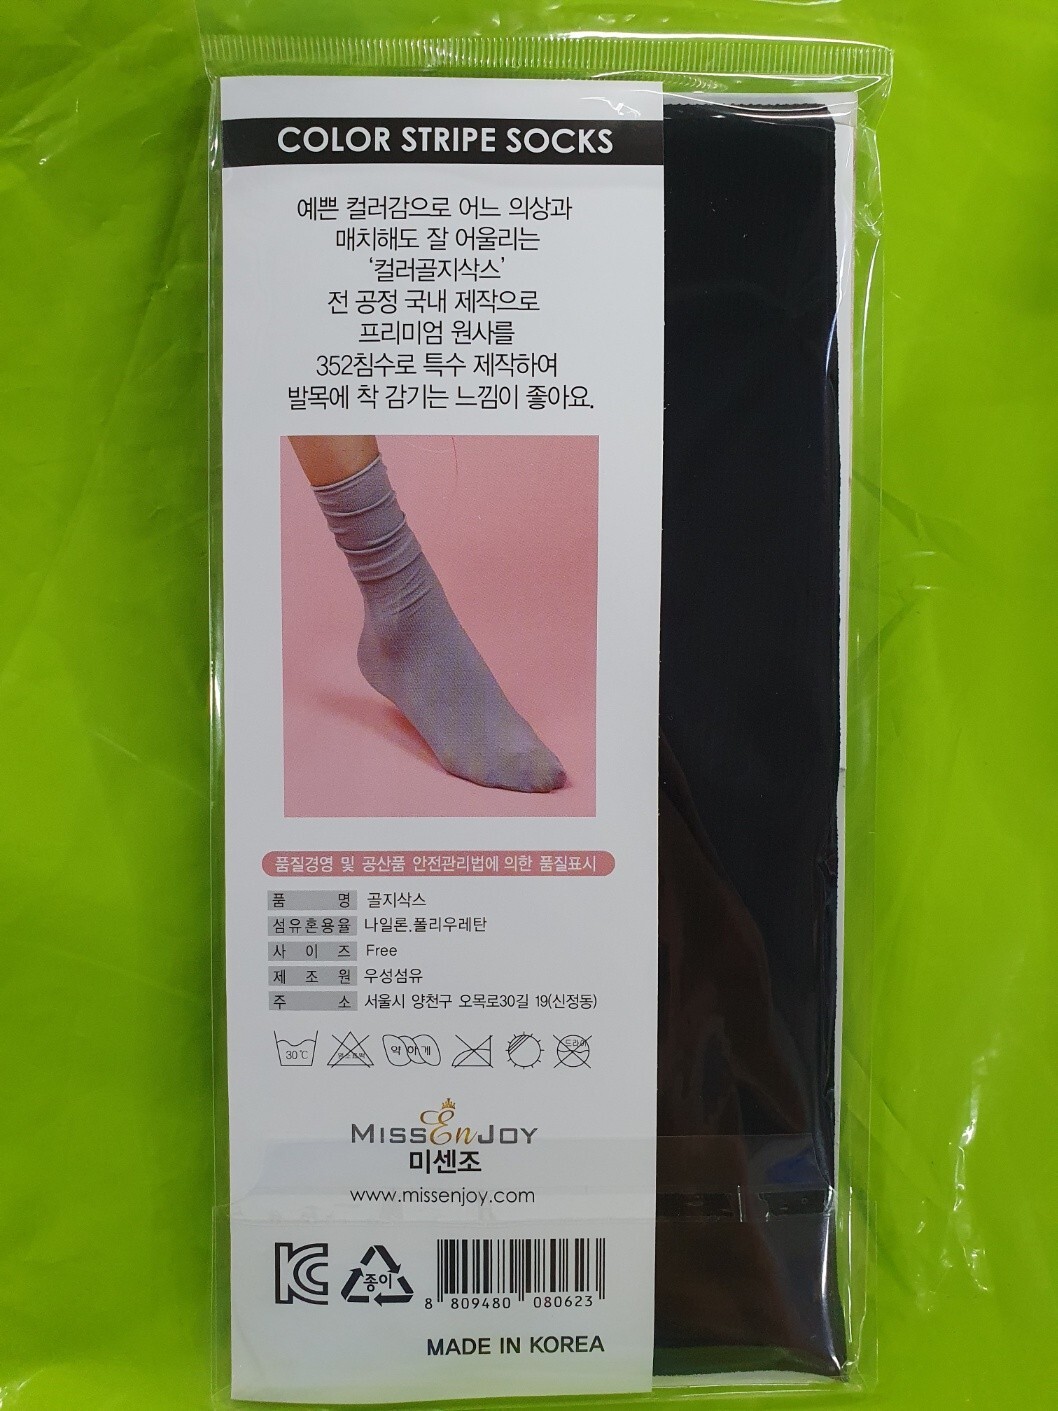 COLOR STRIPE SOCKS
예쁜 컬러감으로 어느 의상과
매치해도 잘 어울리는
‘컬러골지삭스’
전 공정 국내 제작으로
프리미엄 원사를
352침수로 특수 제작하여
발목에 착 감기는 느낌이 좋아요.
품질경영 및 공산품 안전관리법에 의한 품질표시
품 명 골지삭스
섬유혼용율 나일론.폴리우레탄
사 이 즈 Free
제 조 원 우성섬유
주 소 서울시 양천구 오목로30길 19(신정동)
30℃ 약하게 드라이
MISS En JOY
미센조
www.missenjoy.com
KC 종이 8 809480 080623
MADE IN KOREA